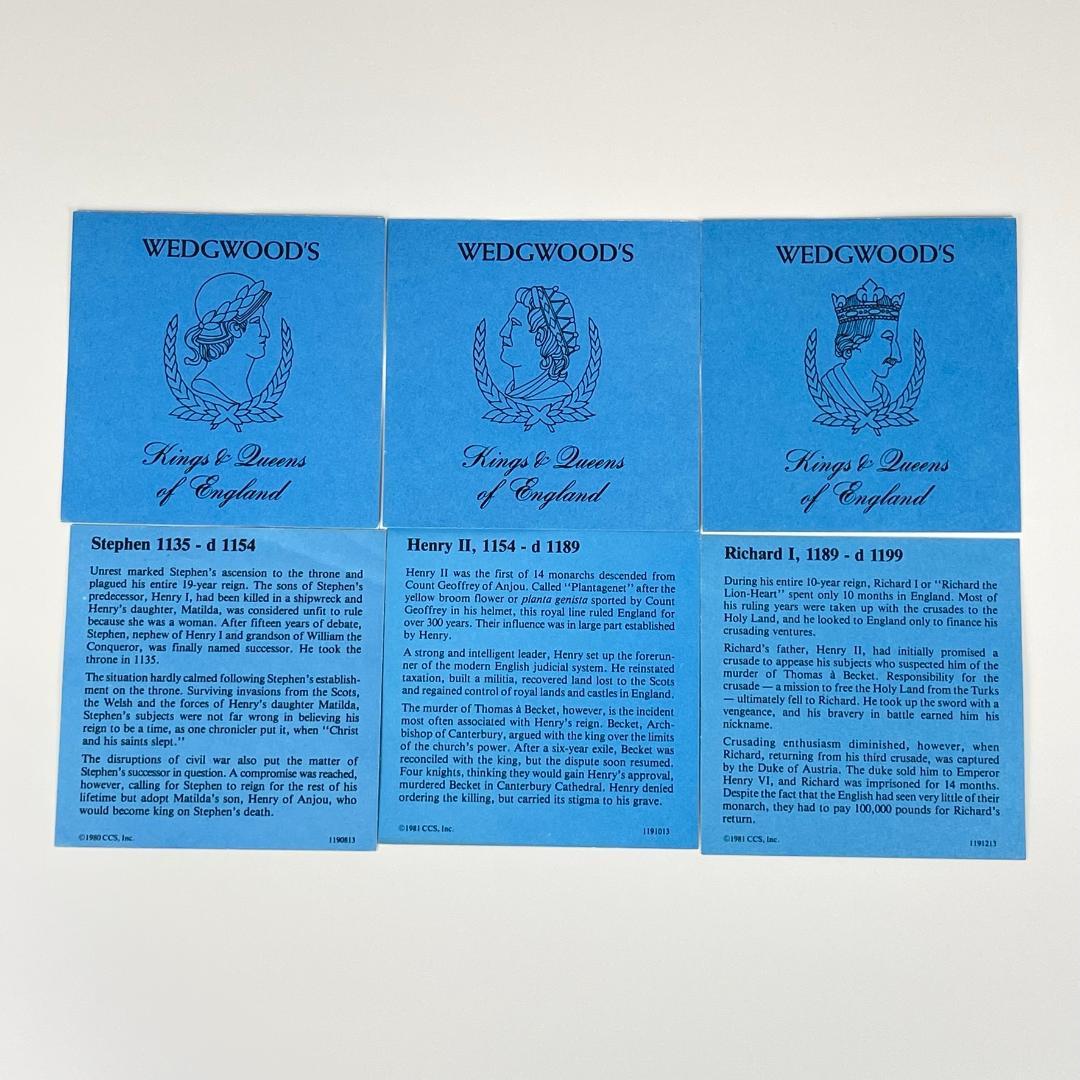 WEDGWOOD'S
Kings & Queens
of England
WEDGWOOD'S
Kings & Queens
of England
WEDGWOOD'S
Kings & Queens
of England
Stephen 1135 - d 1154
Unrest marked Stephen's ascension to the throne and
plagued his entire 19-year reign. The sons of Stephen's
predecessor, Henry I, had been killed in a shipwreck and
Henry's daughter, Matilda, was considered unfit to rule
because she was a woman. After fifteen years of debate,
Stephen, nephew of Henry I and grandson of William the
Conqueror, was finally named successor. He took the
throne in 1135.
The situation hardly calmed following Stephen's establish-
ment on the throne. Surviving invasions from the Scots,
the Welsh and the forces of Henry's daughter Matilda,
Stephen's subjects were not far wrong in believing his
reign to be a time, as one chronicler put it, when "Christ
and his saints slept."
The disruptions of civil war also put the matter of
Stephen's successor in question. A compromise was reached,
however, calling for Stephen to reign for the rest of his
lifetime but adopt Matilda's son, Henry of Anjou, who
would become king on Stephen's death.
©1980 CCS, Inc. 1190813
Henry II, 1154 - d 1189
Henry II was the first of 14 monarchs descended from
Count Geoffrey of Anjou. Called "Plantagenet" after the
yellow broom flower or planta genista sported by Count
Geoffrey in his helmet, this royal line ruled England for
over 300 years. Their influence was in large part established
by Henry.
A strong and intelligent leader, Henry set up the forerun-
ner of the modern English judicial system. He reinstated
taxation, built a militia, recovered land lost to the Scots
and regained control of royal lands and castles in England.
The murder of Thomas à Becket, however, is the incident
most often associated with Henry's reign. Becket, Arch-
bishop of Canterbury, argued with the king over the limits
of the church's power. After a six-year exile, Becket was
reconciled with the king, but the dispute soon resumed.
Four knights, thinking they would gain Henry's approval,
murdered Becket in Canterbury Cathedral. Henry denied
ordering the killing, but carried its stigma to his grave.
©1981 CCS, Inc. 1191013
Richard I, 1189 - d 1199
During his entire 10-year reign, Richard I or "Richard the
Lion-Heart" spent only 10 months in England. Most of
his ruling years were taken up with the crusades to the
Holy Land, and he looked to England only to finance his
crusading ventures.
Richard's father, Henry II, had initially promised a
crusade to appease his subjects who suspected him of the
murder of Thomas à Becket. Responsibility for the
crusade — a mission to free the Holy Land from the Turks
— ultimately fell to Richard. He took up the sword with a
vengeance, and his bravery in battle earned him his
nickname.
Crusading enthusiasm diminished, however, when
Richard, returning from his third crusade, was captured
by the Duke of Austria. The duke sold him to Emperor
Henry VI, and Richard was imprisoned for 14 months.
Despite the fact that the English had seen very little of their
monarch, they had to pay 100,000 pounds for Richard's
return.
©1981 CCS, Inc. 1191213